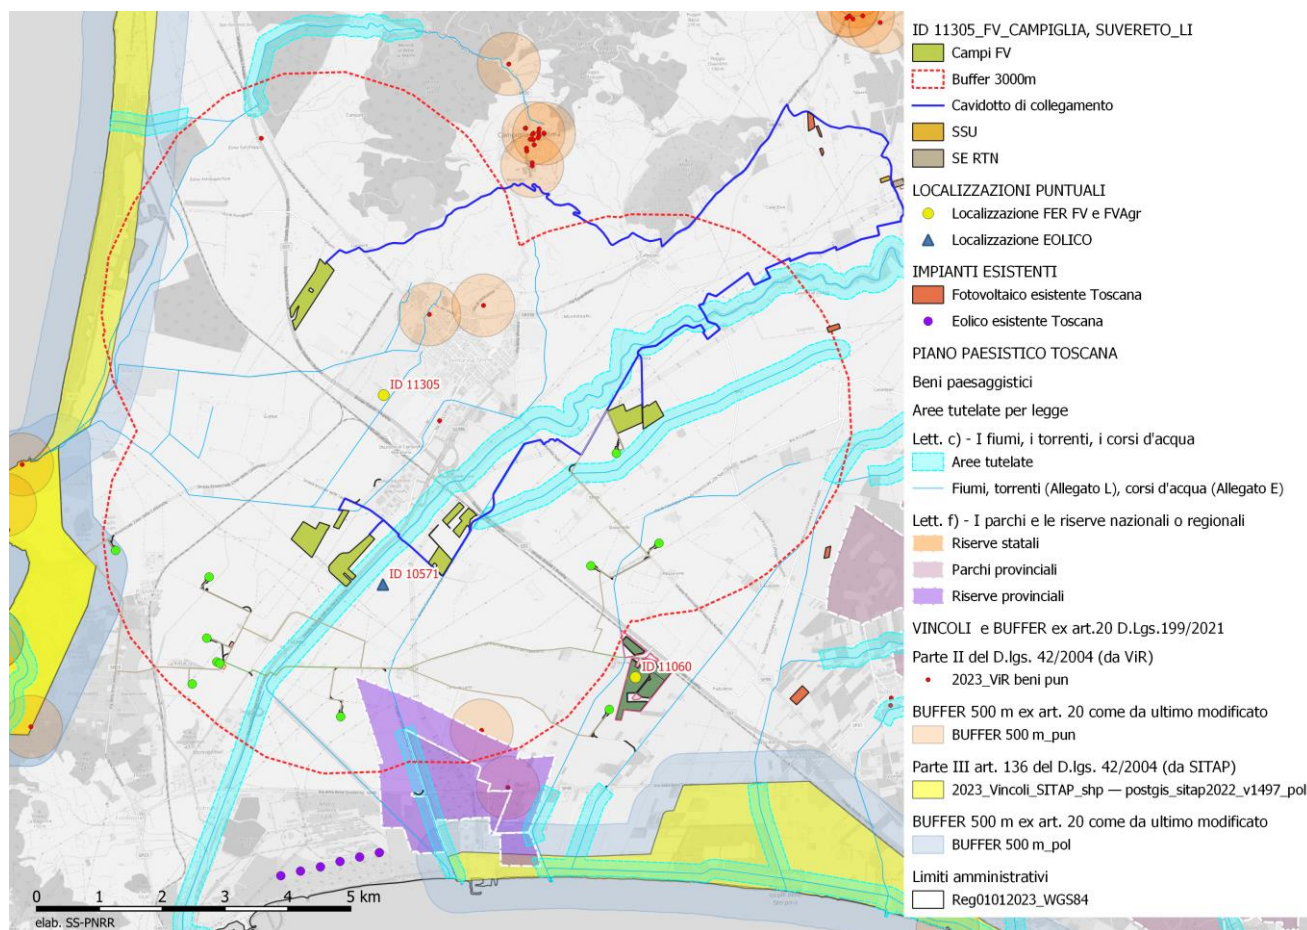 ID 11305_FV_CAMPIGLIA, SUVERETO_LI
Campi FV
Buffer 3000m
Cavidotto di collegamento
SSU
SE RTN
LOCALIZZAZIONI PUNTUALI
Localizzazione FER FV e FVAgr
Localizzazione EOLICO
IMPIANTI ESISTENTI
Fotovoltaico esistente Toscana
Eolico esistente Toscana
PIANO PAESISTICO TOSCANA
Beni paesaggistici
Aree tutelate per legge
Lett. c) - I fiumi, i torrenti, i corsi d'acqua
Aree tutelate
Fiumi, torrenti (Allegato L), corsi d'acqua (Allegato E)
Lett. f) - I parchi e le riserve nazionali o regionali
Riserve statali
Parchi provinciali
Riserve provinciali
VINCOLI e BUFFER ex art.20 D.Lgs.199/2021
Parte II del D.lgs. 42/2004 (da ViR)
2023_ViR beni pun
BUFFER 500 m ex art. 20 come da ultimo modificato
BUFFER 500 m_pun
Parte III art. 136 del D.lgs. 42/2004 (da SITAP)
2023_Vincoli_SITAP_shp — postgis_sitap2022_v1497_pol
BUFFER 500 m ex art. 20 come da ultimo modificato
BUFFER 500 m_pol
Limiti amministrativi
Reg01012023_WGS84
ID 11305
ID 10571
ID 11060
0 1 2 3 4 5 km
elab. SS-PNRR